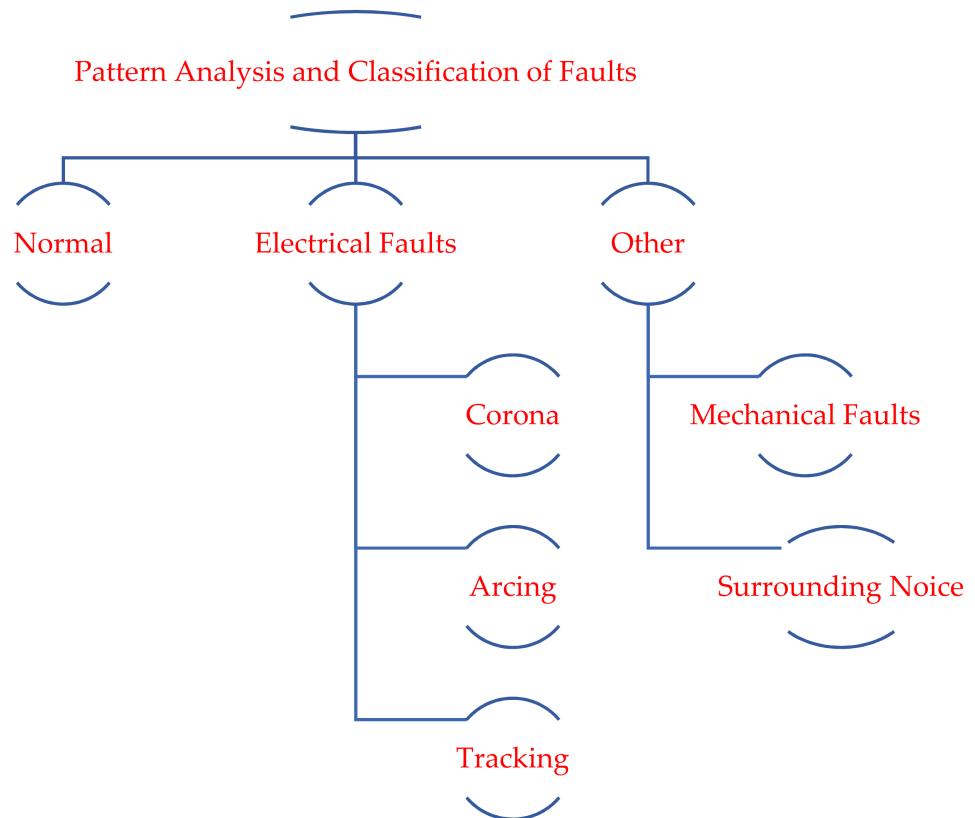 Pattern Analysis and Classification of Faults
Normal
Electrical Faults
Other
Corona
Mechanical Faults
Arcing
Surrounding Noice
Tracking